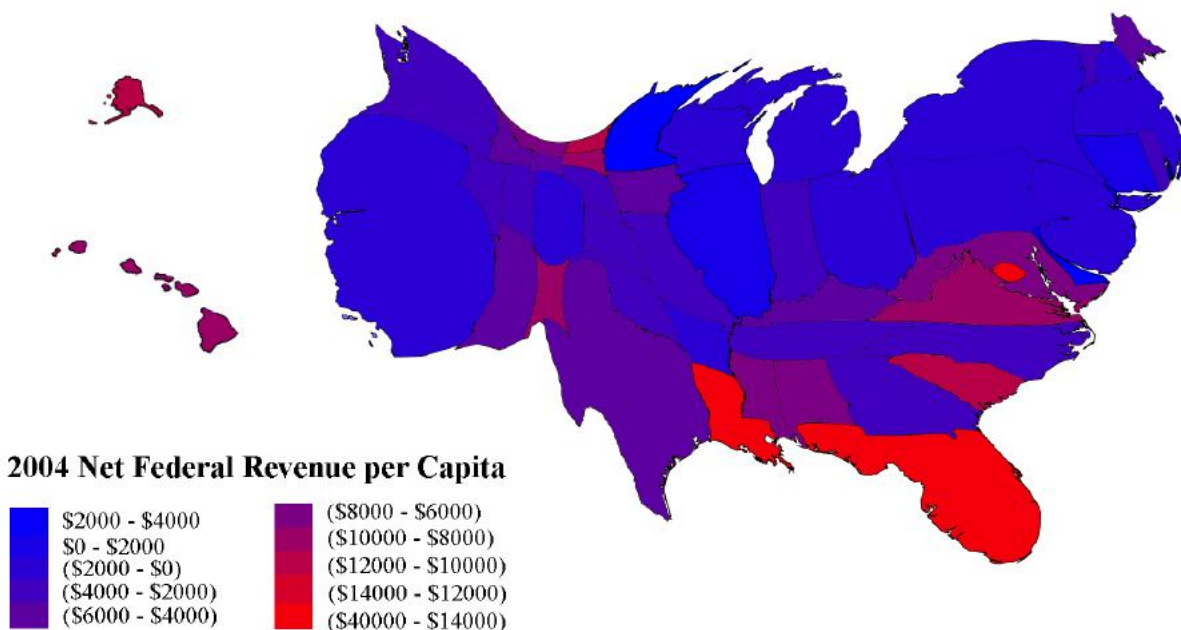 2004 Net Federal Revenue per Capita
$2000 - $4000
$0 - $2000
($2000 - $0)
($4000 - $2000)
($6000 - $4000)
($8000 - $6000)
($10000 - $8000)
($12000 - $10000)
($14000 - $12000)
($40000 - $14000)